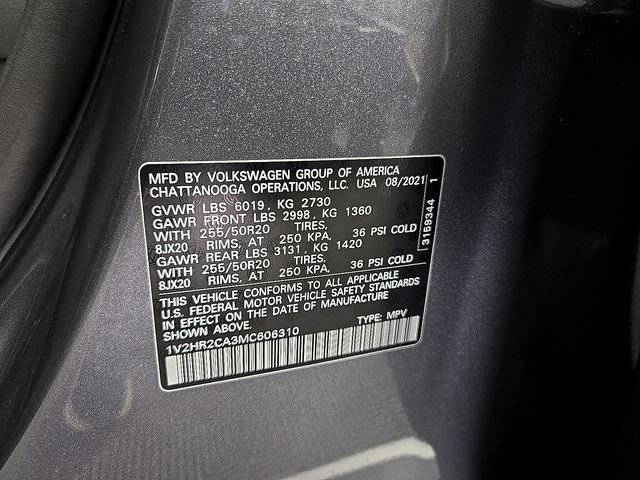 MFD BY VOLKSWAGEN GROUP OF AMERICA
CHATTANOOGA OPERATIONS, LLC. USA 08/2021
GVWR LBS 6019, KG 2730
GAWR FRONT LBS 2998, KG 1360
WITH 255/50R20 TIRES,
8JX20 RIMS, AT 250 KPA, 36 PSI COLD
GAWR REAR LBS 3131, KG 1420
WITH 255/50R20 TIRES,
8JX20 RIMS, AT 250 KPA, 36 PSI COLD
THIS VEHICLE CONFORMS TO ALL APPLICABLE
U.S. FEDERAL MOTOR VEHICLE SAFETY STANDARDS
IN EFFECT ON THE DATE OF MANUFACTURE
SHOWN ABOVE.
1V2HR2CA3MC606310 TYPE: MPV
3159344 1